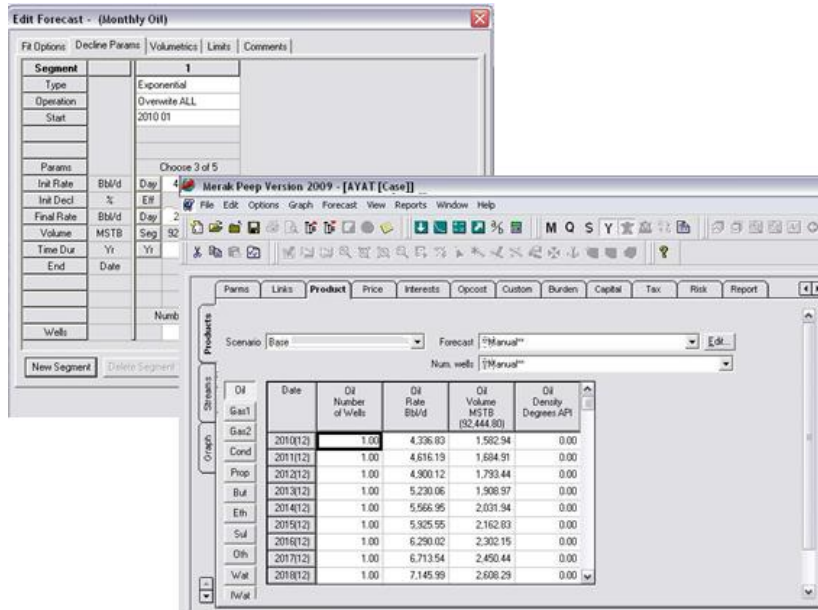 Edit Forecast - (Monthly Oil)
Fit Options Decline Params Volumetrics Limits Comments
Segment 1
Type Exponential
Operation Overwrite ALL
Start 2010 01
Params Choose 3 of 5
Init Rate Bbl/d Day 4
Init Decl % Eff
Final Rate Bbl/d Day 2
Volume MSTB Seg 92
Time Dur Yr Yr
End Date
Numb
Wells
New Segment Delete Segment
Merak Peep Version 2009 - [AYAT [Case]]
File Edit Options Graph Forecast View Reports Window Help
M Q S Y
Parms Links Product Price Interests Opcost Custom Burden Capital Tax Risk Report
Products
Streams
Graph
Scenario Base Forecast **Manual** Edit...
Num. wells **Manual**
Oil
Gas1
Gas2
Cond
Prop
But
Eth
Sul
Oth
Wat
IWat
Date Oil Oil Oil Oil
Number Rate Volume Density
of Wells Bbl/d MSTB Degrees API
(92,444.80)
2010(12) 1.00 4,336.83 1,582.94 0.00
2011(12) 1.00 4,616.19 1,684.91 0.00
2012(12) 1.00 4,900.12 1,793.44 0.00
2013(12) 1.00 5,230.06 1,908.97 0.00
2014(12) 1.00 5,566.95 2,031.94 0.00
2015(12) 1.00 5,925.55 2,162.83 0.00
2016(12) 1.00 6,290.02 2,302.15 0.00
2017(12) 1.00 6,713.54 2,450.44 0.00
2018(12) 1.00 7,145.99 2,608.29 0.00